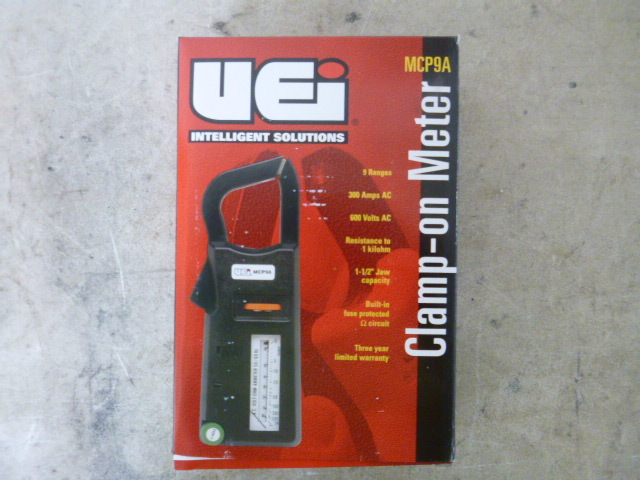 UEi
®
INTELLIGENT SOLUTIONS
MCP9A
Clamp-on Meter
9 Ranges
300 Amps AC
600 Volts AC
Resistance to
1 kilohm
1-1/2" Jaw
capacity
Built-in
fuse protected
Ω circuit
Three year
limited warranty
UEi MCP9A